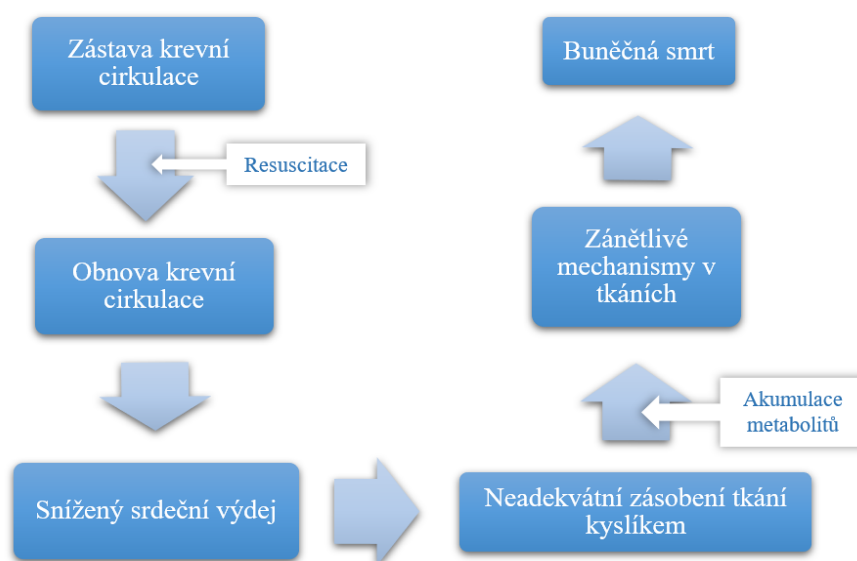 Zástava krevní
cirkulace
Resuscitace
Obnova krevní
cirkulace
Snížený srdeční výdej
Neadekvátní zásobení tkání
kyslíkem
Akumulace
metabolitů
Zánětlivé
mechanismy v
tkáních
Buněčná smrt